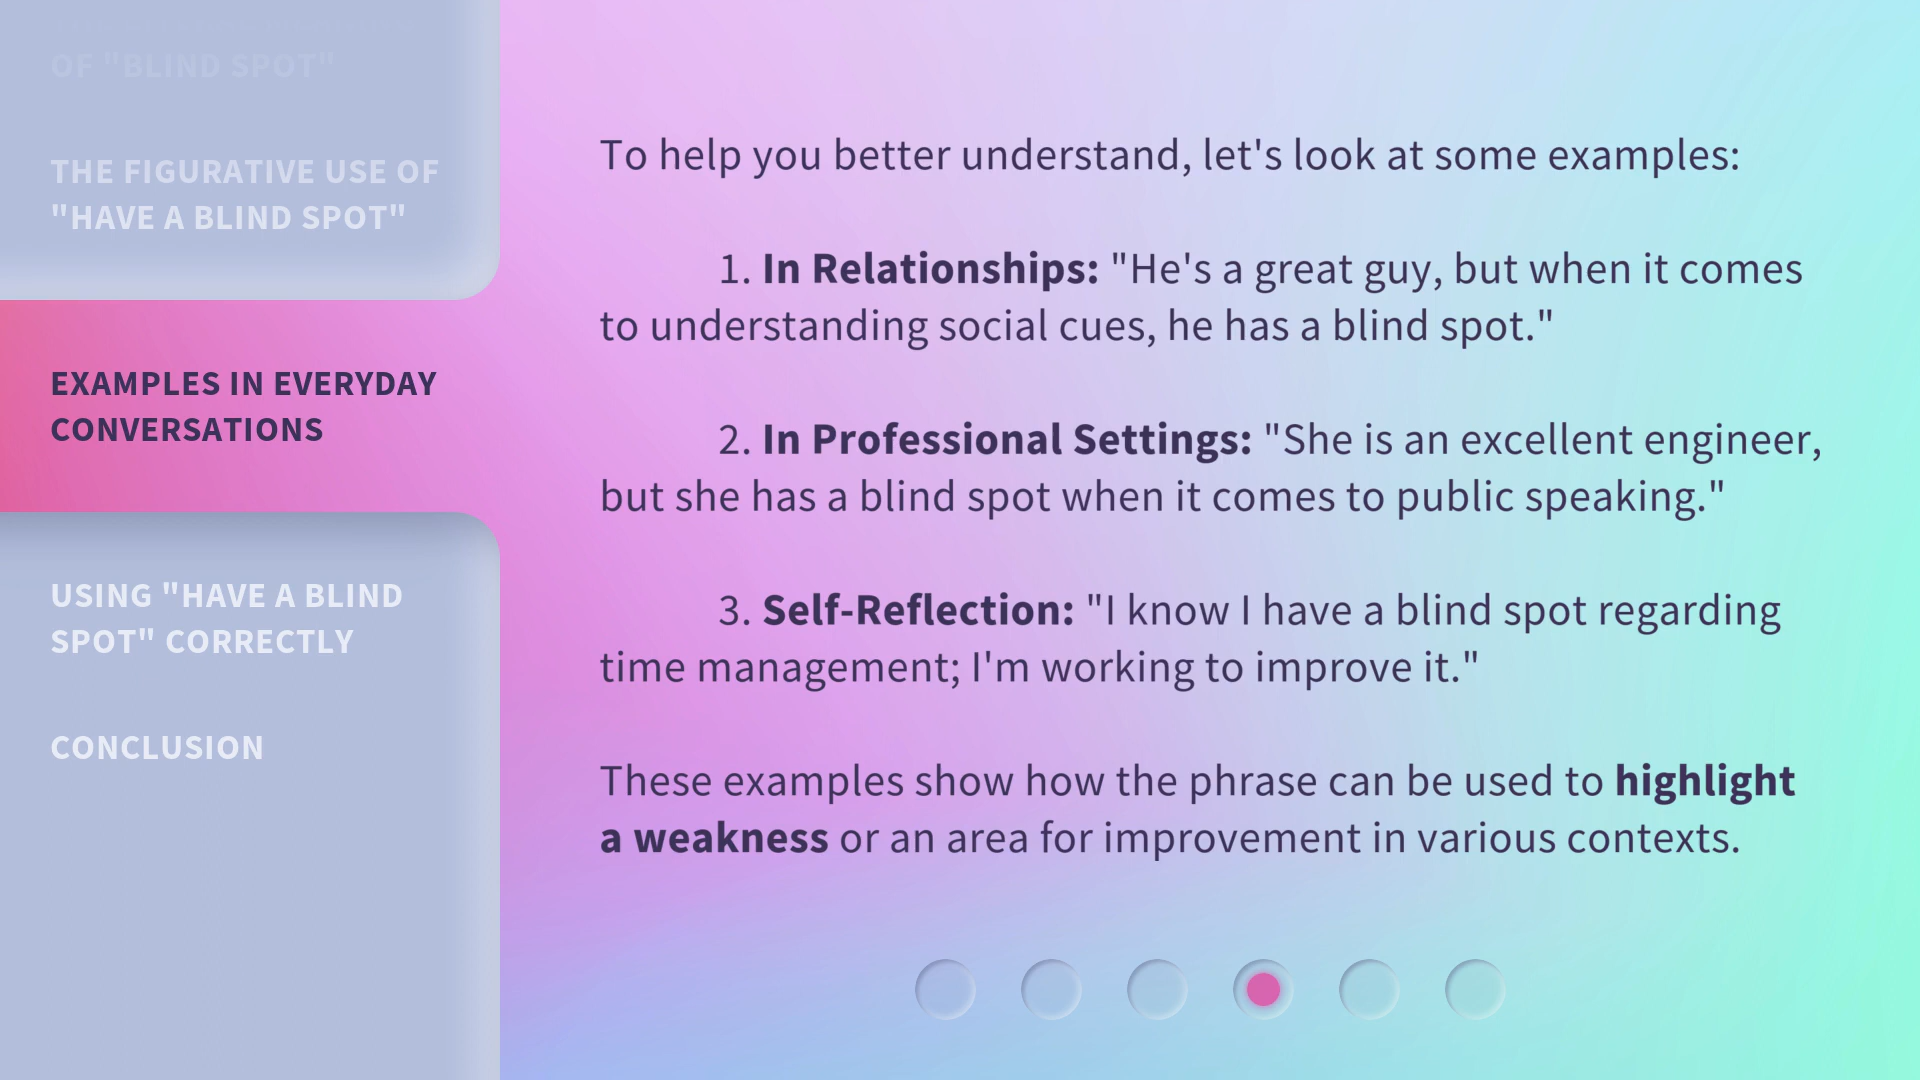 OF "BLIND SPOT"
THE FIGURATIVE USE OF
"HAVE A BLIND SPOT"
EXAMPLES IN EVERYDAY
CONVERSATIONS
USING "HAVE A BLIND
SPOT" CORRECTLY
CONCLUSION
To help you better understand, let's look at some examples:
1. In Relationships: "He's a great guy, but when it comes
to understanding social cues, he has a blind spot."
2. In Professional Settings: "She is an excellent engineer,
but she has a blind spot when it comes to public speaking."
3. Self-Reflection: "I know I have a blind spot regarding
time management; I'm working to improve it."
These examples show how the phrase can be used to highlight
a weakness or an area for improvement in various contexts.